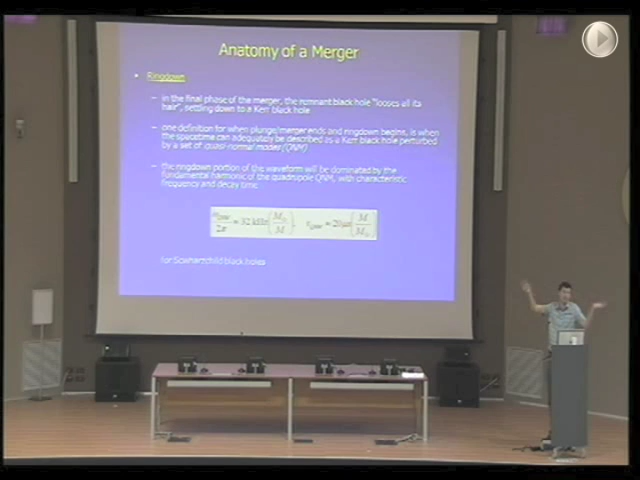 Anatomy of a Merger
• Ringdown
– in the final phase of the merger, the remnant black hole "looses all its
hair", settling down to a Kerr black hole
– one definition for when plunge/merger ends and ringdown begins, is when
the spacetime can adequately be described as a Kerr black hole perturbed
by a set of quasi-normal modes (QNM)
– the ringdown portion of the waveform will be dominated by the
fundamental harmonic of the quadrupole QNM, with characteristic
frequency and decay time:
for Scwhartzchild black holes